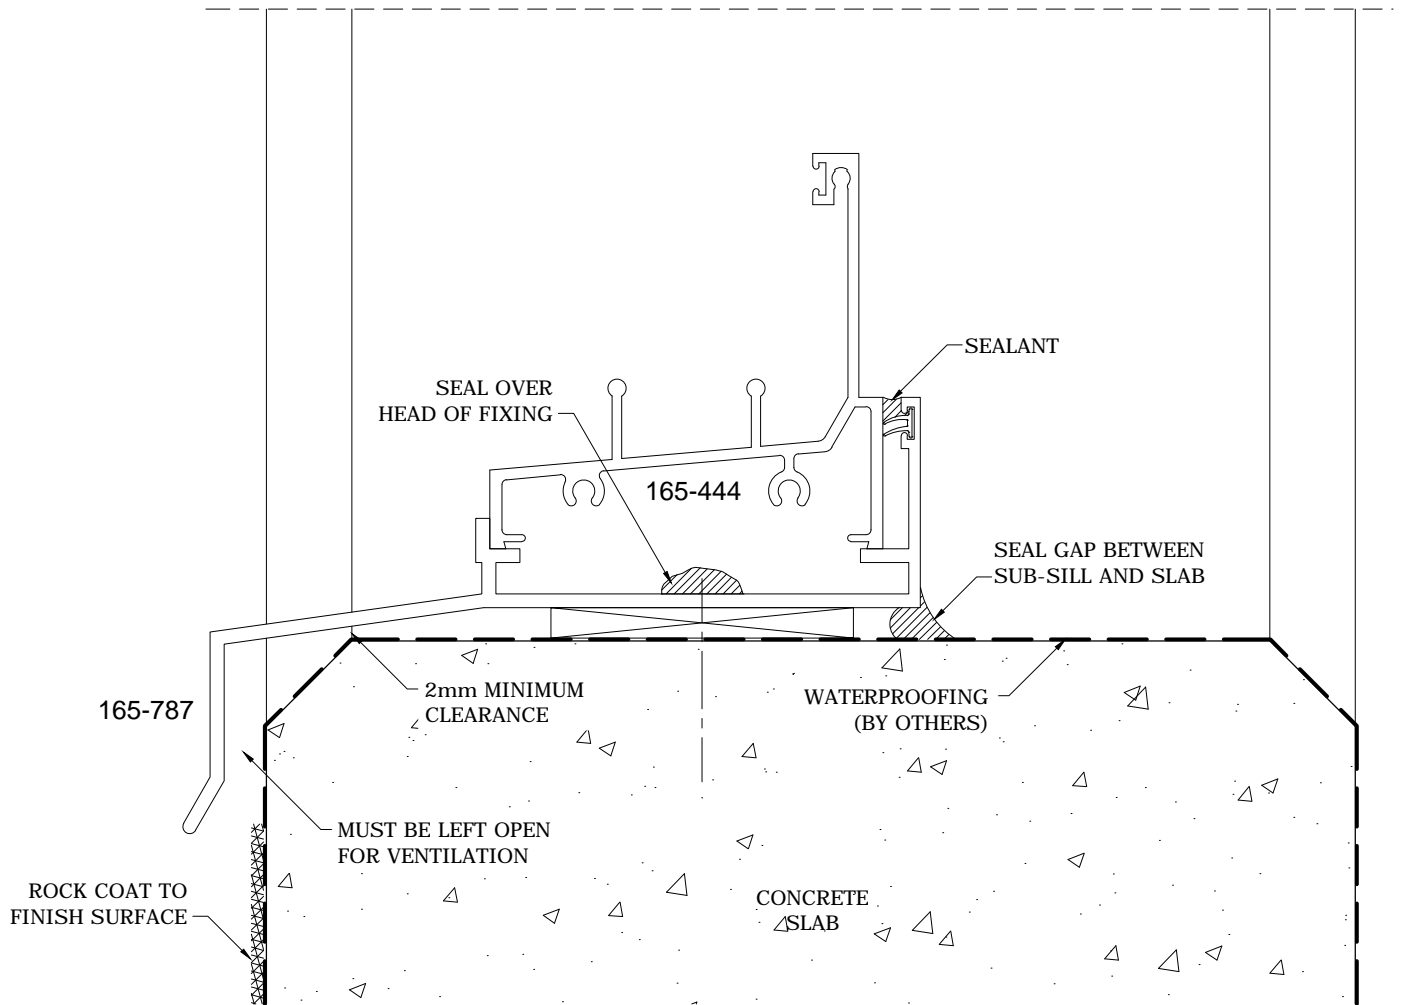 SEALANT
SEAL OVER
HEAD OF FIXING
165-444
SEAL GAP BETWEEN
SUB-SILL AND SLAB
2mm MINIMUM
CLEARANCE
WATERPROOFING
(BY OTHERS)
165-787
MUST BE LEFT OPEN
FOR VENTILATION
ROCK COAT TO
FINISH SURFACE
CONCRETE
SLAB